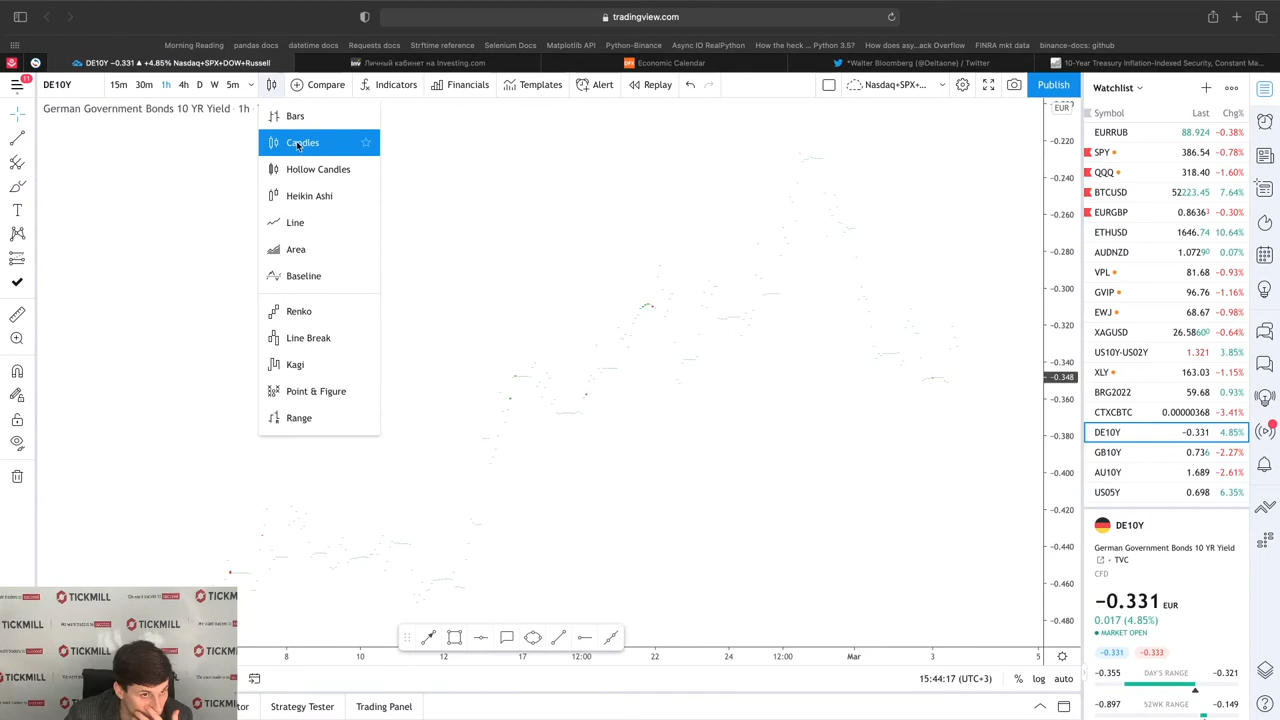 tradingview.com
Morning Reading pandas docs datetime docs Requests docs Strftime reference Selenium Docs Matplotlib API Python-Binance Async IO RealPython How the heck ... Python 3.5? How does asy...ack Overflow FINRA mkt data binance-docs: github
DE10Y −0.331 ▲ +4.85% Nasdaq+SPX+DOW+Russell
Личный кабинет на Investing.com
Economic Calendar
*Walter Bloomberg (@Deltaone) / Twitter
10-Year Treasury Inflation-Indexed Security, Constant Ma...
11
DE10Y 15m 30m 1h 4h D W 5m Compare Indicators Financials Templates Alert Replay Nasdaq+SPX+... Publish
Watchlist
German Government Bonds 10 YR Yield · 1h ·
EUR
Bars
Candles
Hollow Candles
Heikin Ashi
Line
Area
Baseline
Renko
Line Break
Kagi
Point & Figure
Range
-0.220
-0.240
-0.260
-0.280
-0.300
-0.320
-0.340
-0.348
-0.360
-0.380
-0.400
-0.420
-0.440
-0.460
-0.480
8 10 12 17 12:00 22 24 12:00 Mar 3 5
15:44:17 (UTC+3) % log auto
tor Strategy Tester Trading Panel
Symbol Last Chg%
EURRUB 88.924 −0.38%
SPY 386.54 −0.78%
QQQ 318.40 −1.60%
BTCUSD 52223.45 7.64%
EURGBP 0.8636³ −0.30%
ETHUSD 1646.74 10.64%
AUDNZD 1.0729⁰ 0.07%
VPL 81.68 −0.93%
GVIP 96.76 −1.16%
EWJ 68.67 −0.98%
XAGUSD 26.5860⁰ −0.64%
US10Y-US02Y 1.321 3.85%
XLY 163.03 −1.15%
BRG2022 59.68 0.93%
CTXCBTC 0.00000368 −3.41%
DE10Y −0.331 4.85%
GB10Y 0.736 −2.27%
AU10Y 1.689 −2.61%
US05Y 0.698 6.35%
DE10Y
German Government Bonds 10 YR Yield
· TVC
CFD
−0.331 EUR
0.017 (4.85%)
● MARKET OPEN
−0.331 −0.333
−0.355 DAY'S RANGE −0.321
−0.897 52WK RANGE −0.149
TICKMILL
TICKMILL
TICKMILL
TICKMILL
TICKMILL